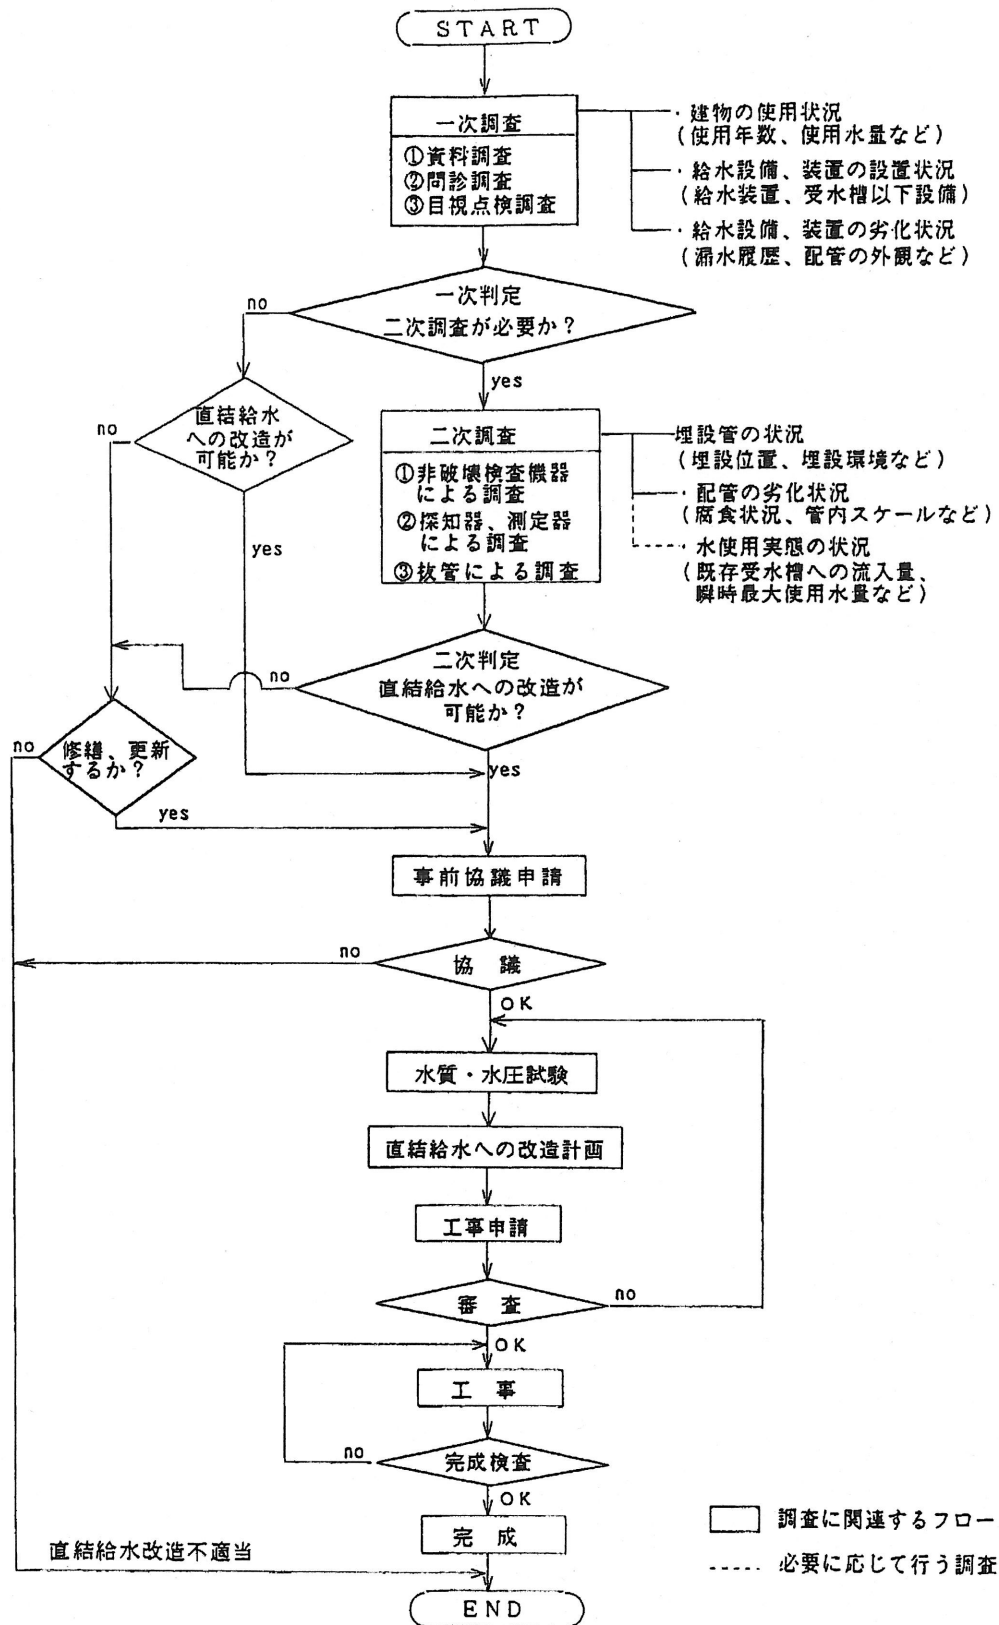 START
一次調査
①資料調査
②問診調査
③目視点検調査
・建物の使用状況
(使用年数、使用水量など)
・給水設備、装置の設置状況
(給水装置、受水槽以下設備)
・給水設備、装置の劣化状況
(漏水履歴、配管の外観など)
一次判定
二次調査が必要か？
no
yes
直結給水
への改造が
可能か？
no
yes
二次調査
①非破壊検査機器
による調査
②探知器、測定器
による調査
③抜管による調査
埋設管の状況
(埋設位置、埋設環境など)
・配管の劣化状況
(腐食状況、管内スケールなど)
・水使用実態の状況
(既存受水槽への流入量、
瞬時最大使用水量など)
二次判定
直結給水への改造が
可能か？
no
yes
修繕、更新
するか？
no
yes
事前協議申請
協議
no
OK
水質・水圧試験
直結給水への改造計画
工事申請
審査
no
OK
工事
完成検査
no
OK
完成
直結給水改造不適当
END
調査に関連するフロー
必要に応じて行う調査